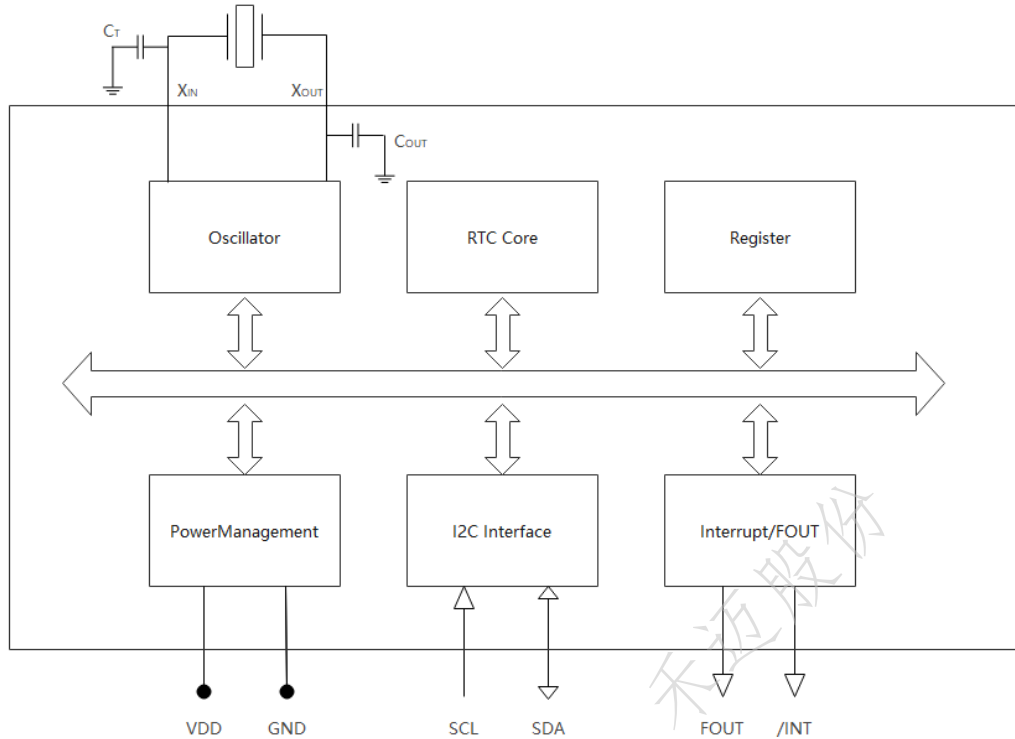 CT
XIN XOUT
COUT
Oscillator RTC Core Register
PowerManagement I2C Interface Interrupt/FOUT
禾迈股份
VDD GND SCL SDA FOUT /INT